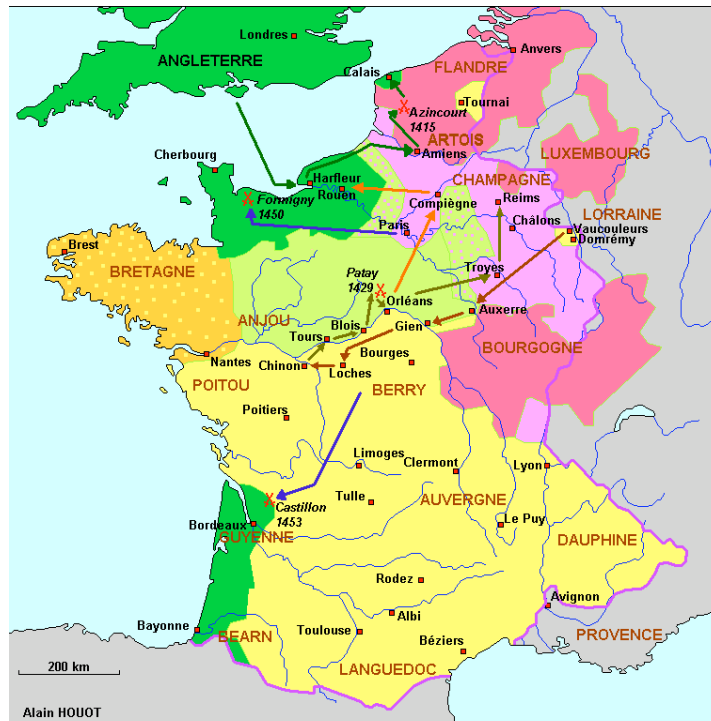 Londres
ANGLETERRE
Anvers
FLANDRE
Calais
Tournai
Azincourt
1415
ARTOIS
Amiens
LUXEMBOURG
Cherbourg
CHAMPAGNE
Harfleur
Rouen
Formigny
1450
Compiègne
Reims
LORRAINE
Paris
Châlons
Vaucouleurs
Domrémy
Brest
BRETAGNE
Patay
1429
Troyes
Orléans
ANJOU
Blois
Gien
Auxerre
Tours
BOURGOGNE
Nantes
Chinon
Loches
Bourges
POITOU
BERRY
Poitiers
Limoges
Clermont
Lyon
Tulle
AUVERGNE
Castillon
1453
Bordeaux
GUYENNE
Le Puy
DAUPHINE
Rodez
Avignon
Albi
Bayonne
BEARN
Toulouse
Béziers
PROVENCE
LANGUEDOC
200 km
Alain HOUOT